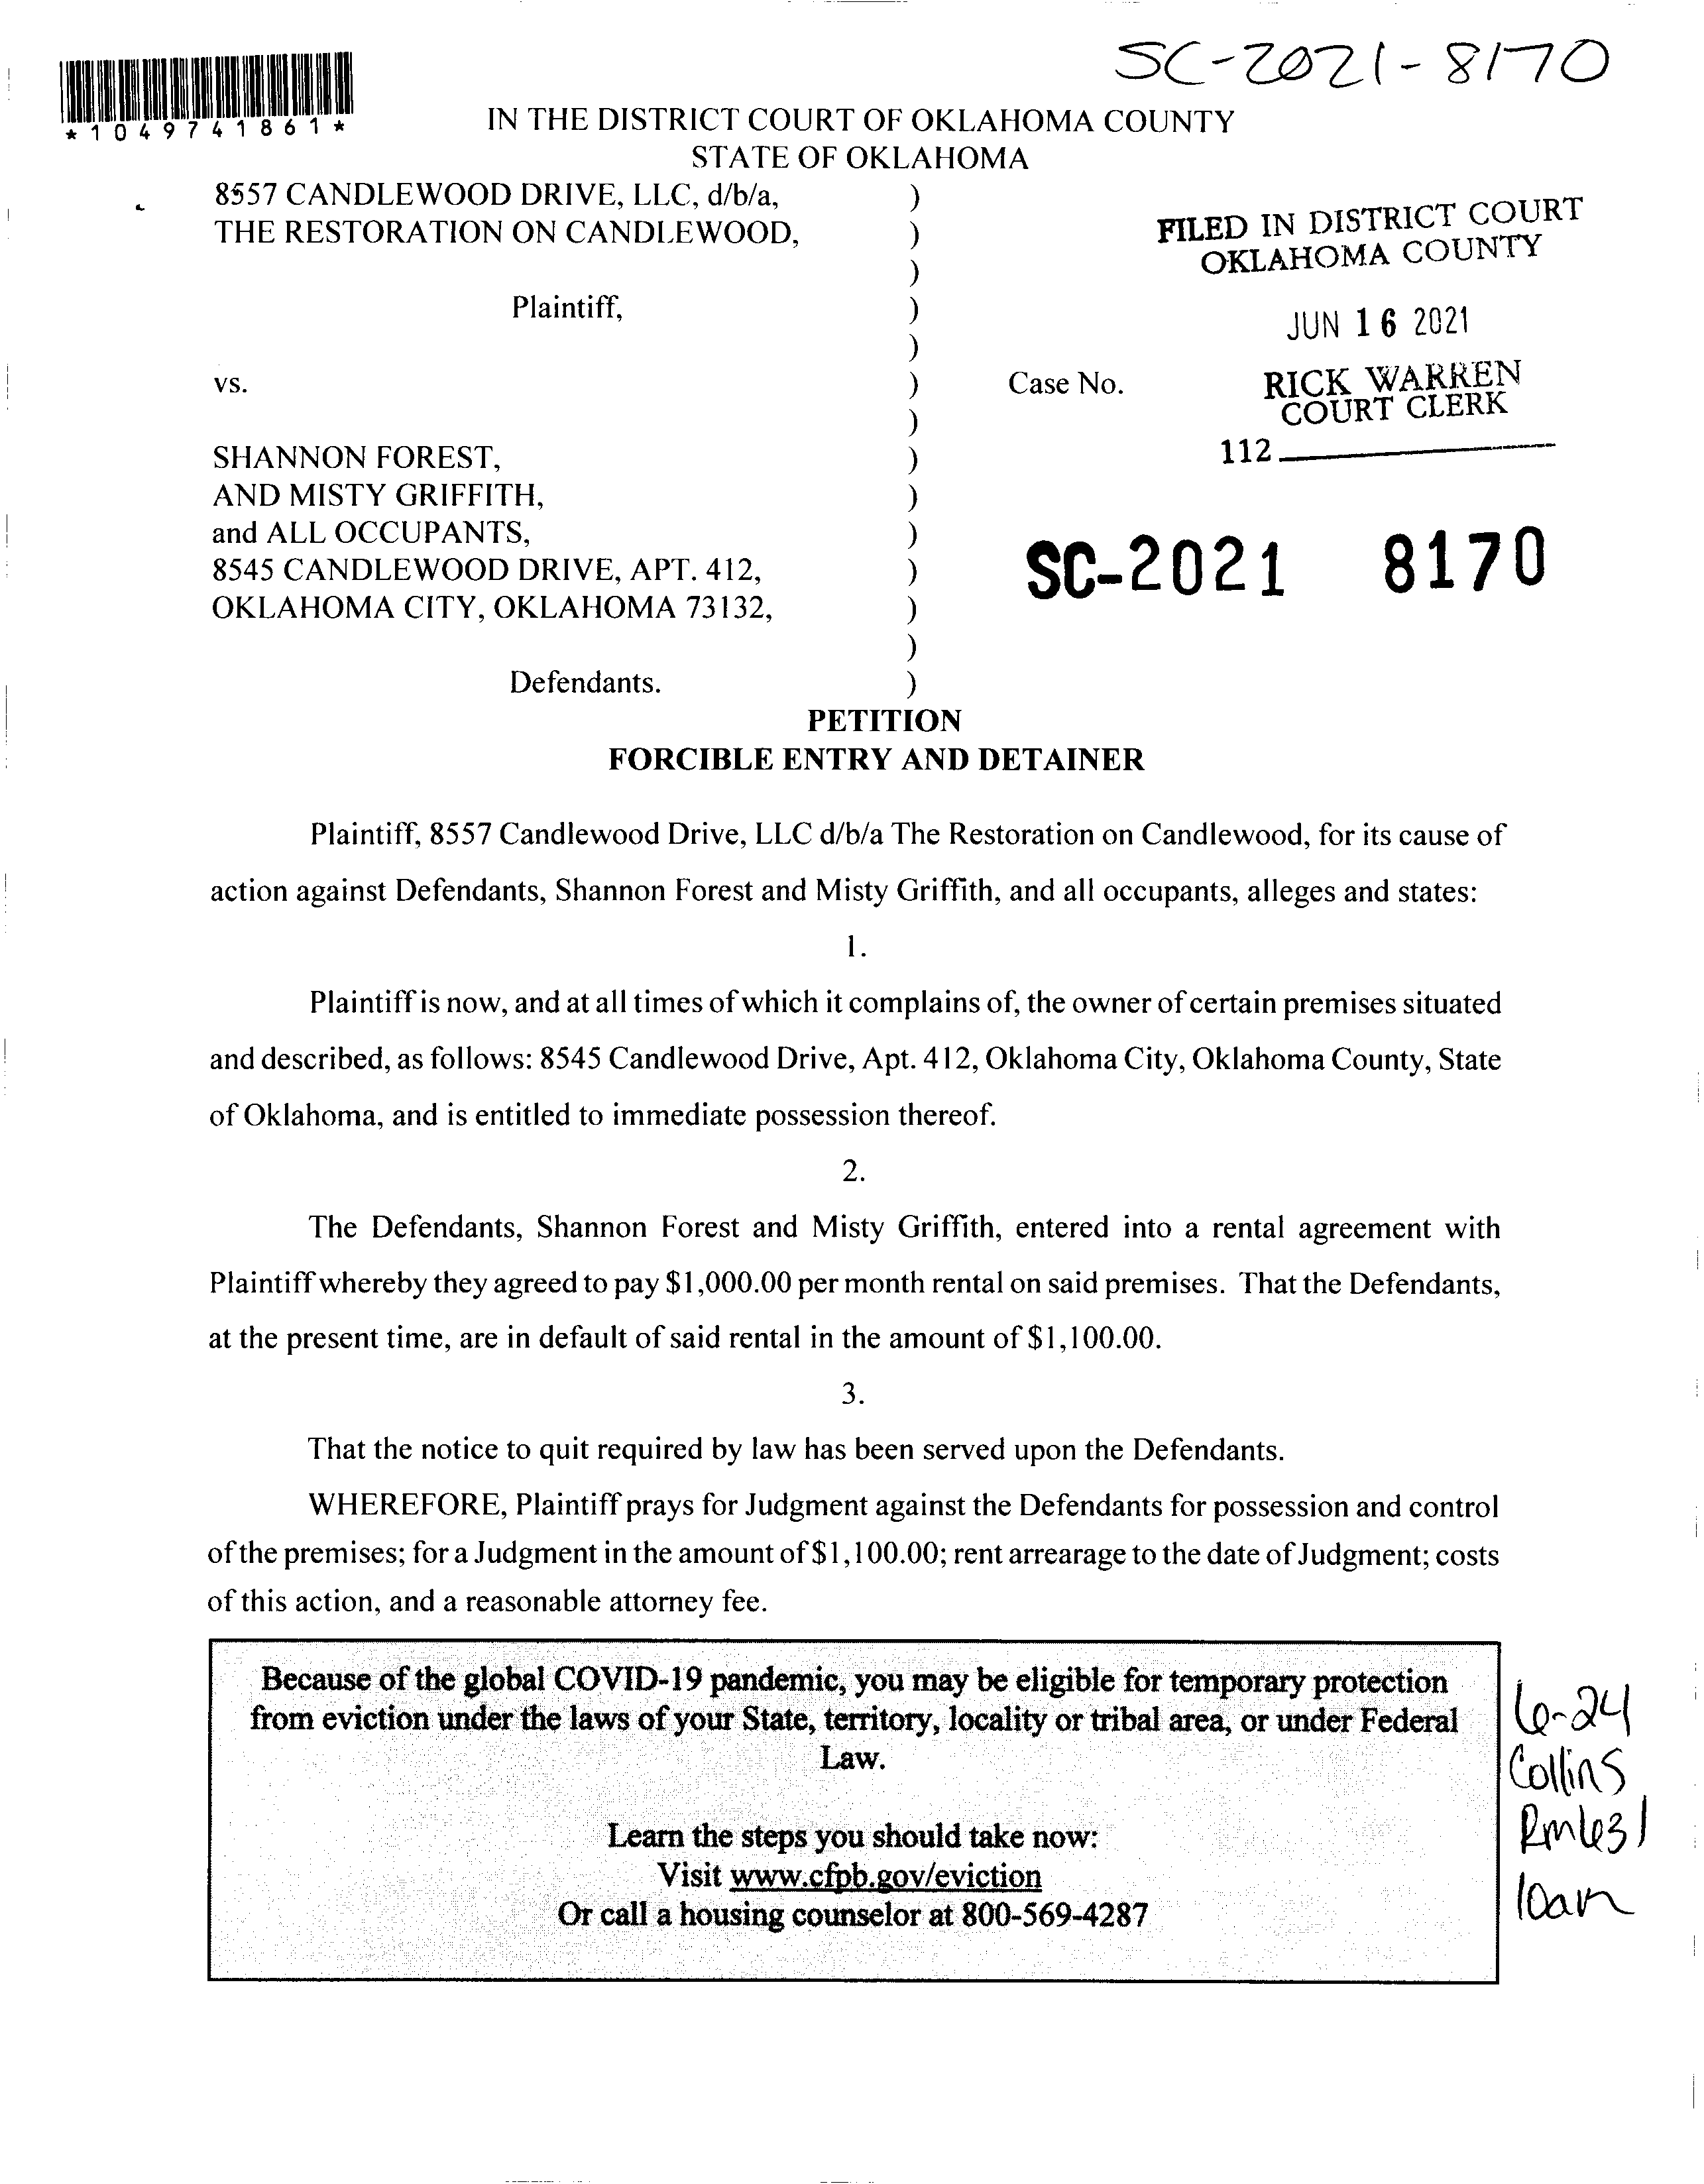 SC-2021-8170
*1049741861*
IN THE DISTRICT COURT OF OKLAHOMA COUNTY
STATE OF OKLAHOMA
8557 CANDLEWOOD DRIVE, LLC, d/b/a, )
THE RESTORATION ON CANDLEWOOD, )
)
Plaintiff, )
)
vs. )
)
SHANNON FOREST, )
AND MISTY GRIFFITH, )
and ALL OCCUPANTS, )
8545 CANDLEWOOD DRIVE, APT. 412, )
OKLAHOMA CITY, OKLAHOMA 73132, )
)
Defendants. )
FILED IN DISTRICT COURT
OKLAHOMA COUNTY
JUN 16 2021
Case No.
RICK WARREN
COURT CLERK
112
SC-2021 8170
PETITION
FORCIBLE ENTRY AND DETAINER
Plaintiff, 8557 Candlewood Drive, LLC d/b/a The Restoration on Candlewood, for its cause of
action against Defendants, Shannon Forest and Misty Griffith, and all occupants, alleges and states:
1.
Plaintiff is now, and at all times of which it complains of, the owner of certain premises situated
and described, as follows: 8545 Candlewood Drive, Apt. 412, Oklahoma City, Oklahoma County, State
of Oklahoma, and is entitled to immediate possession thereof.
2.
The Defendants, Shannon Forest and Misty Griffith, entered into a rental agreement with
Plaintiff whereby they agreed to pay $1,000.00 per month rental on said premises. That the Defendants,
at the present time, are in default of said rental in the amount of $1,100.00.
3.
That the notice to quit required by law has been served upon the Defendants.
WHEREFORE, Plaintiff prays for Judgment against the Defendants for possession and control
of the premises; for a Judgment in the amount of $1,100.00; rent arrearage to the date of Judgment; costs
of this action, and a reasonable attorney fee.
Because of the global COVID-19 pandemic, you may be eligible for temporary protection
from eviction under the laws of your State, territory, locality or tribal area, or under Federal
Law.
Learn the steps you should take now:
Visit www.cfpb.gov/eviction
Or call a housing counselor at 800-569-4287
6-24
Collins
Rm631
10am